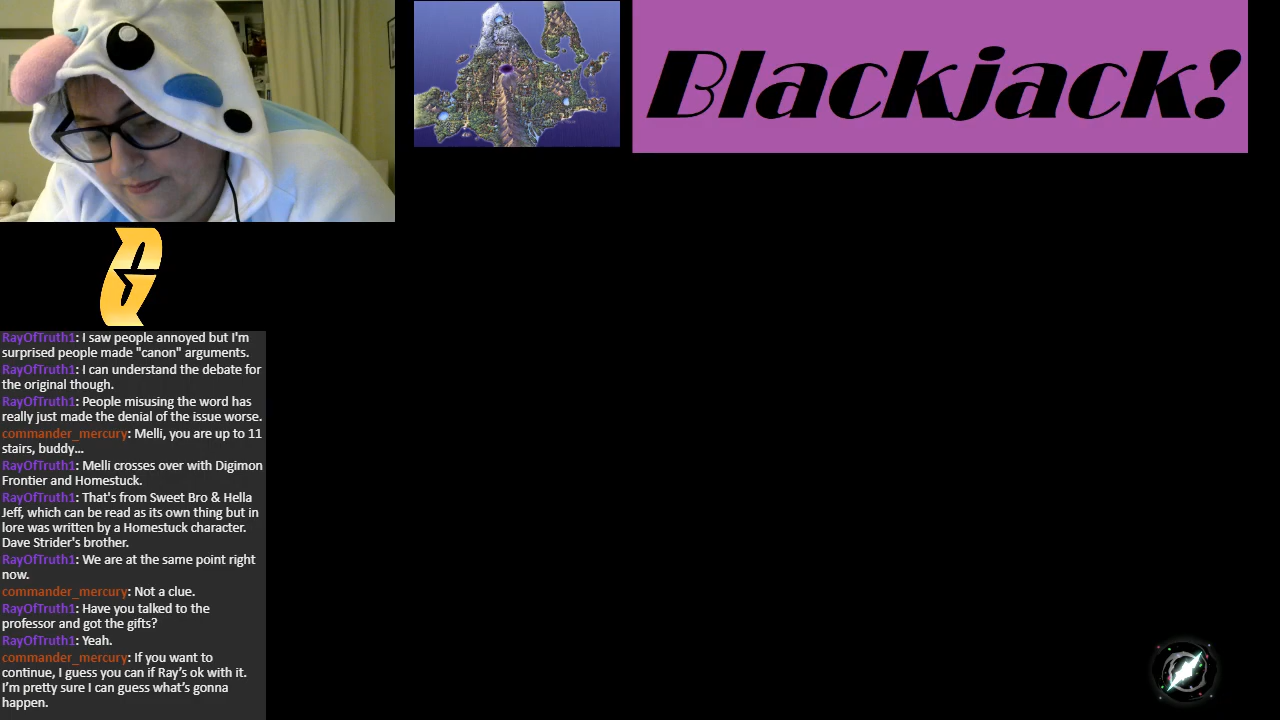 Blackjack!
RayOfTruth1: I saw people annoyed but I'm
surprised people made "canon" arguments.
RayOfTruth1: I can understand the debate for
the original though.
RayOfTruth1: People misusing the word has
really just made the denial of the issue worse.
commander_mercury: Melli, you are up to 11
stairs, buddy…
RayOfTruth1: Melli crosses over with Digimon
Frontier and Homestuck.
RayOfTruth1: That's from Sweet Bro & Hella
Jeff, which can be read as its own thing but in
lore was written by a Homestuck character.
Dave Strider's brother.
RayOfTruth1: We are at the same point right
now.
commander_mercury: Not a clue.
RayOfTruth1: Have you talked to the
professor and got the gifts?
RayOfTruth1: Yeah.
commander_mercury: If you want to
continue, I guess you can if Ray’s ok with it.
I’m pretty sure I can guess what’s gonna
happen.